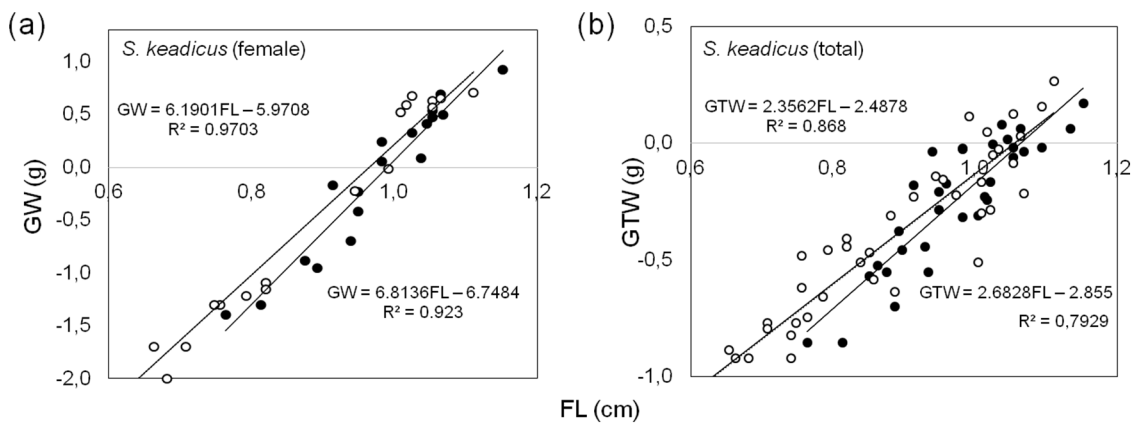 (a)
S. keadicus (female)
1,0
0,5
0,0
-0,5
-1,0
-1,5
-2,0
GW (g)
0,6
0,8
1,0
1,2
GW = 6.1901FL – 5.9708
R² = 0.9703
GW = 6.8136FL – 6.7484
R² = 0.923
(b)
S. keadicus (total)
0,5
0,0
-0,5
-1,0
GTW (g)
0,6
0,8
1,0
1,2
GTW = 2.3562FL – 2.4878
R² = 0.868
GTW = 2.6828FL – 2.855
R² = 0,7929
FL (cm)